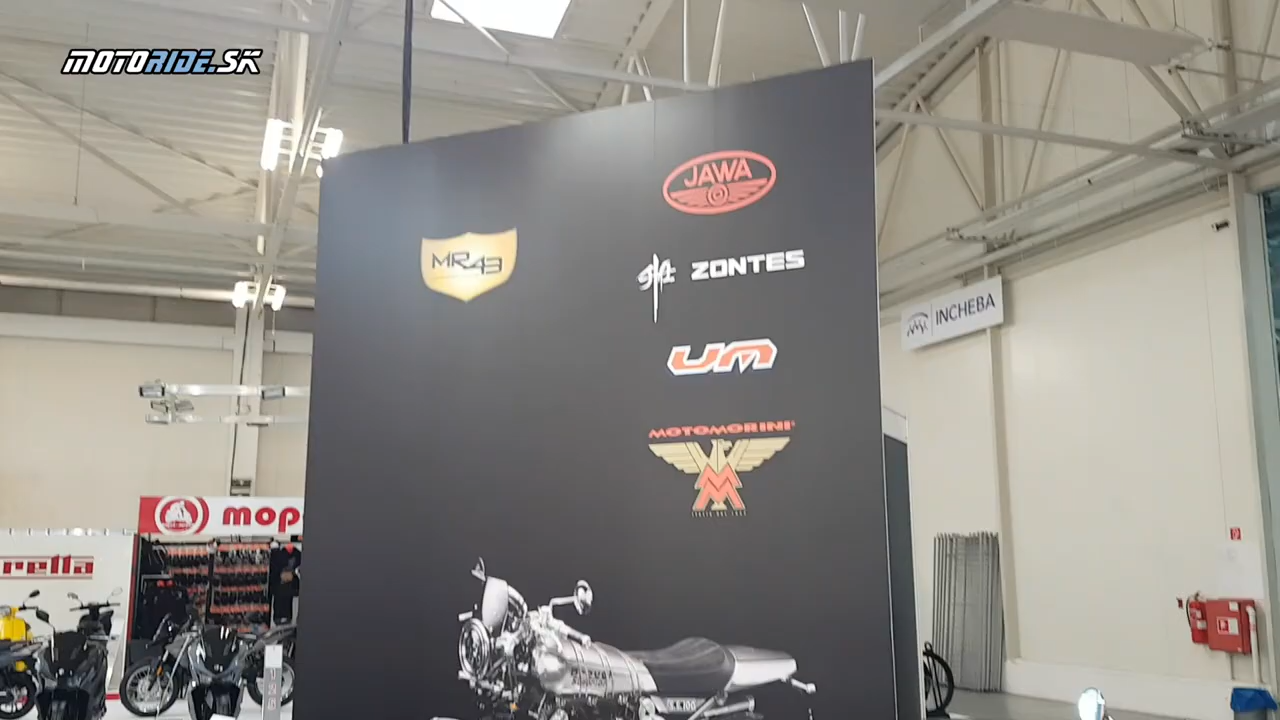 MOTORIDE.SK
JAWA
MR43
ZONTES
INCHEBA
UM
MOTOMORINI
M
mop
rella